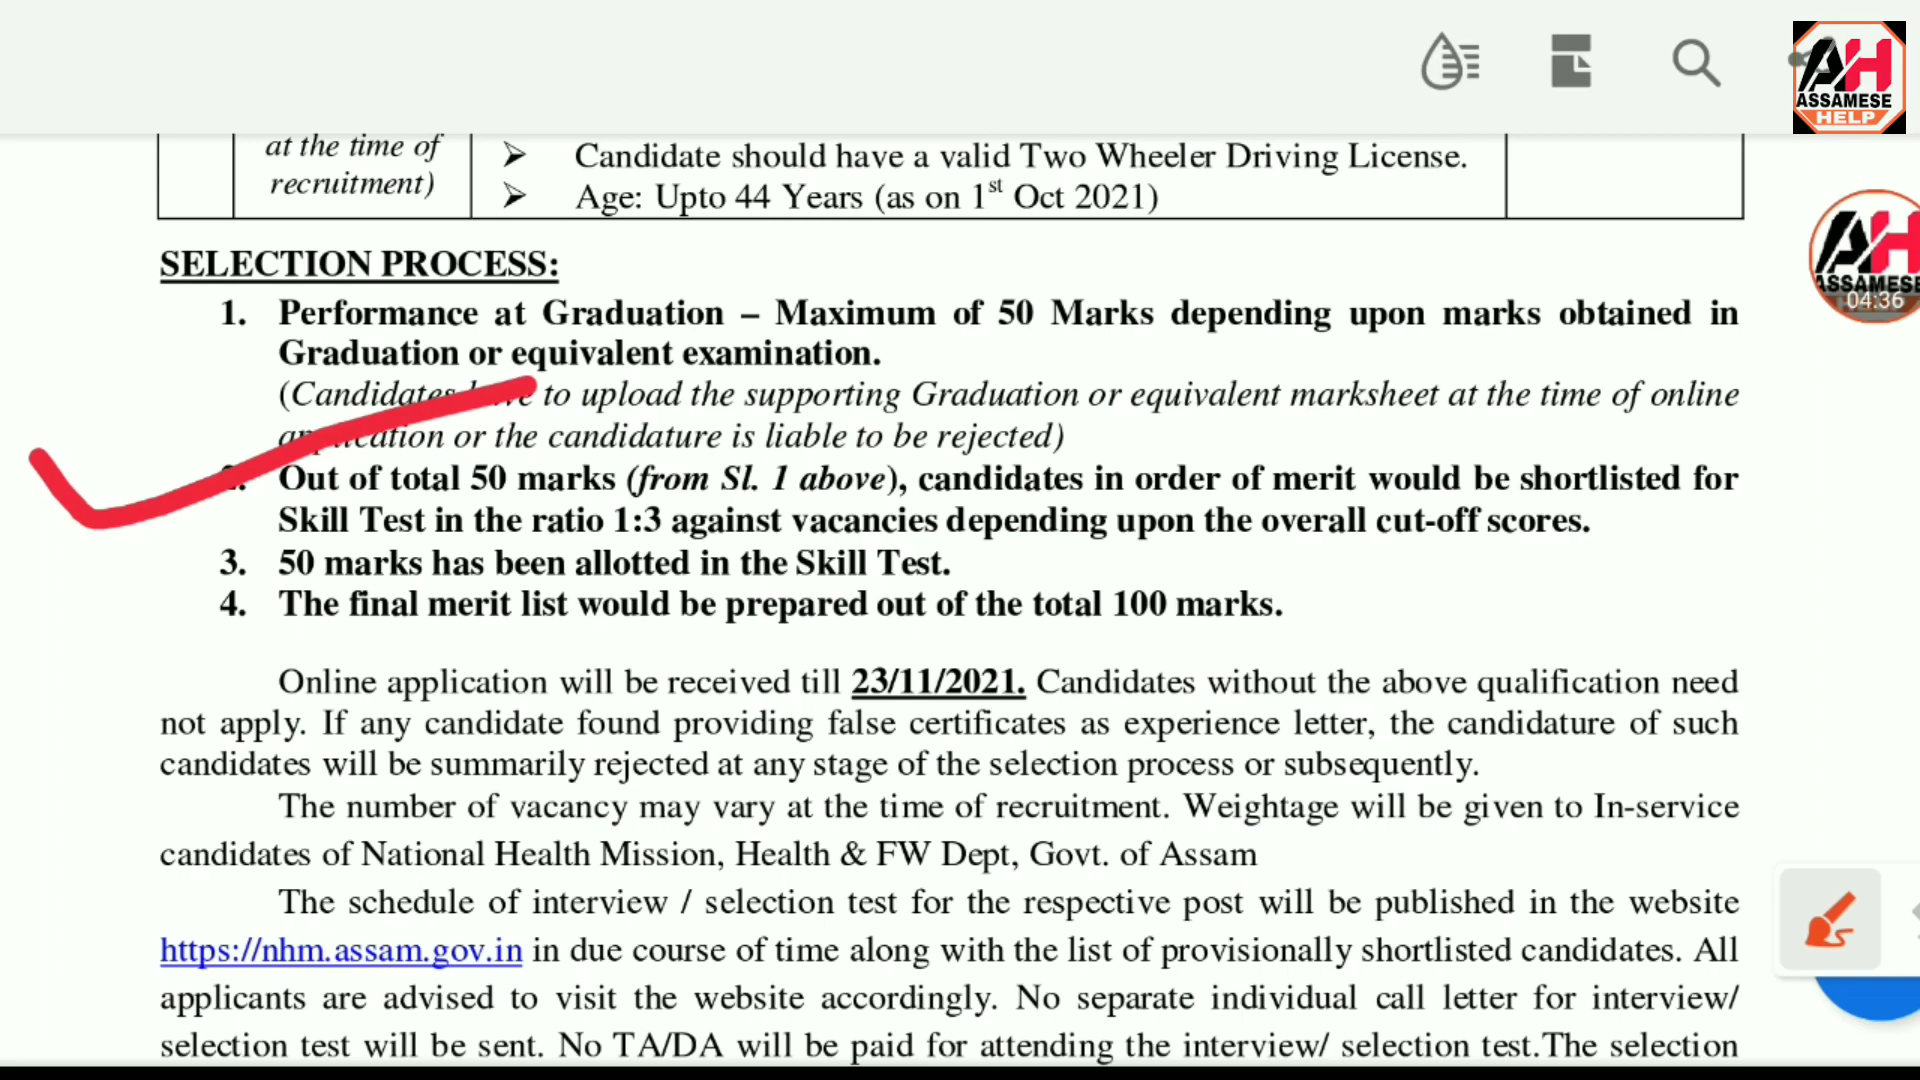 ASSAMESE
HELP
at the time of
recruitment)
➢ Candidate should have a valid Two Wheeler Driving License.
➢ Age: Upto 44 Years (as on 1st Oct 2021)
ASSAMESE
04:36
SELECTION PROCESS:
1. Performance at Graduation – Maximum of 50 Marks depending upon marks obtained in
Graduation or equivalent examination.
(Candidates have to upload the supporting Graduation or equivalent marksheet at the time of online
application or the candidature is liable to be rejected)
2. Out of total 50 marks (from Sl. 1 above), candidates in order of merit would be shortlisted for
Skill Test in the ratio 1:3 against vacancies depending upon the overall cut-off scores.
3. 50 marks has been allotted in the Skill Test.
4. The final merit list would be prepared out of the total 100 marks.
Online application will be received till 23/11/2021. Candidates without the above qualification need
not apply. If any candidate found providing false certificates as experience letter, the candidature of such
candidates will be summarily rejected at any stage of the selection process or subsequently.
The number of vacancy may vary at the time of recruitment. Weightage will be given to In-service
candidates of National Health Mission, Health & FW Dept, Govt. of Assam
The schedule of interview / selection test for the respective post will be published in the website
https://nhm.assam.gov.in in due course of time along with the list of provisionally shortlisted candidates. All
applicants are advised to visit the website accordingly. No separate individual call letter for interview/
selection test will be sent. No TA/DA will be paid for attending the interview/ selection test.The selection